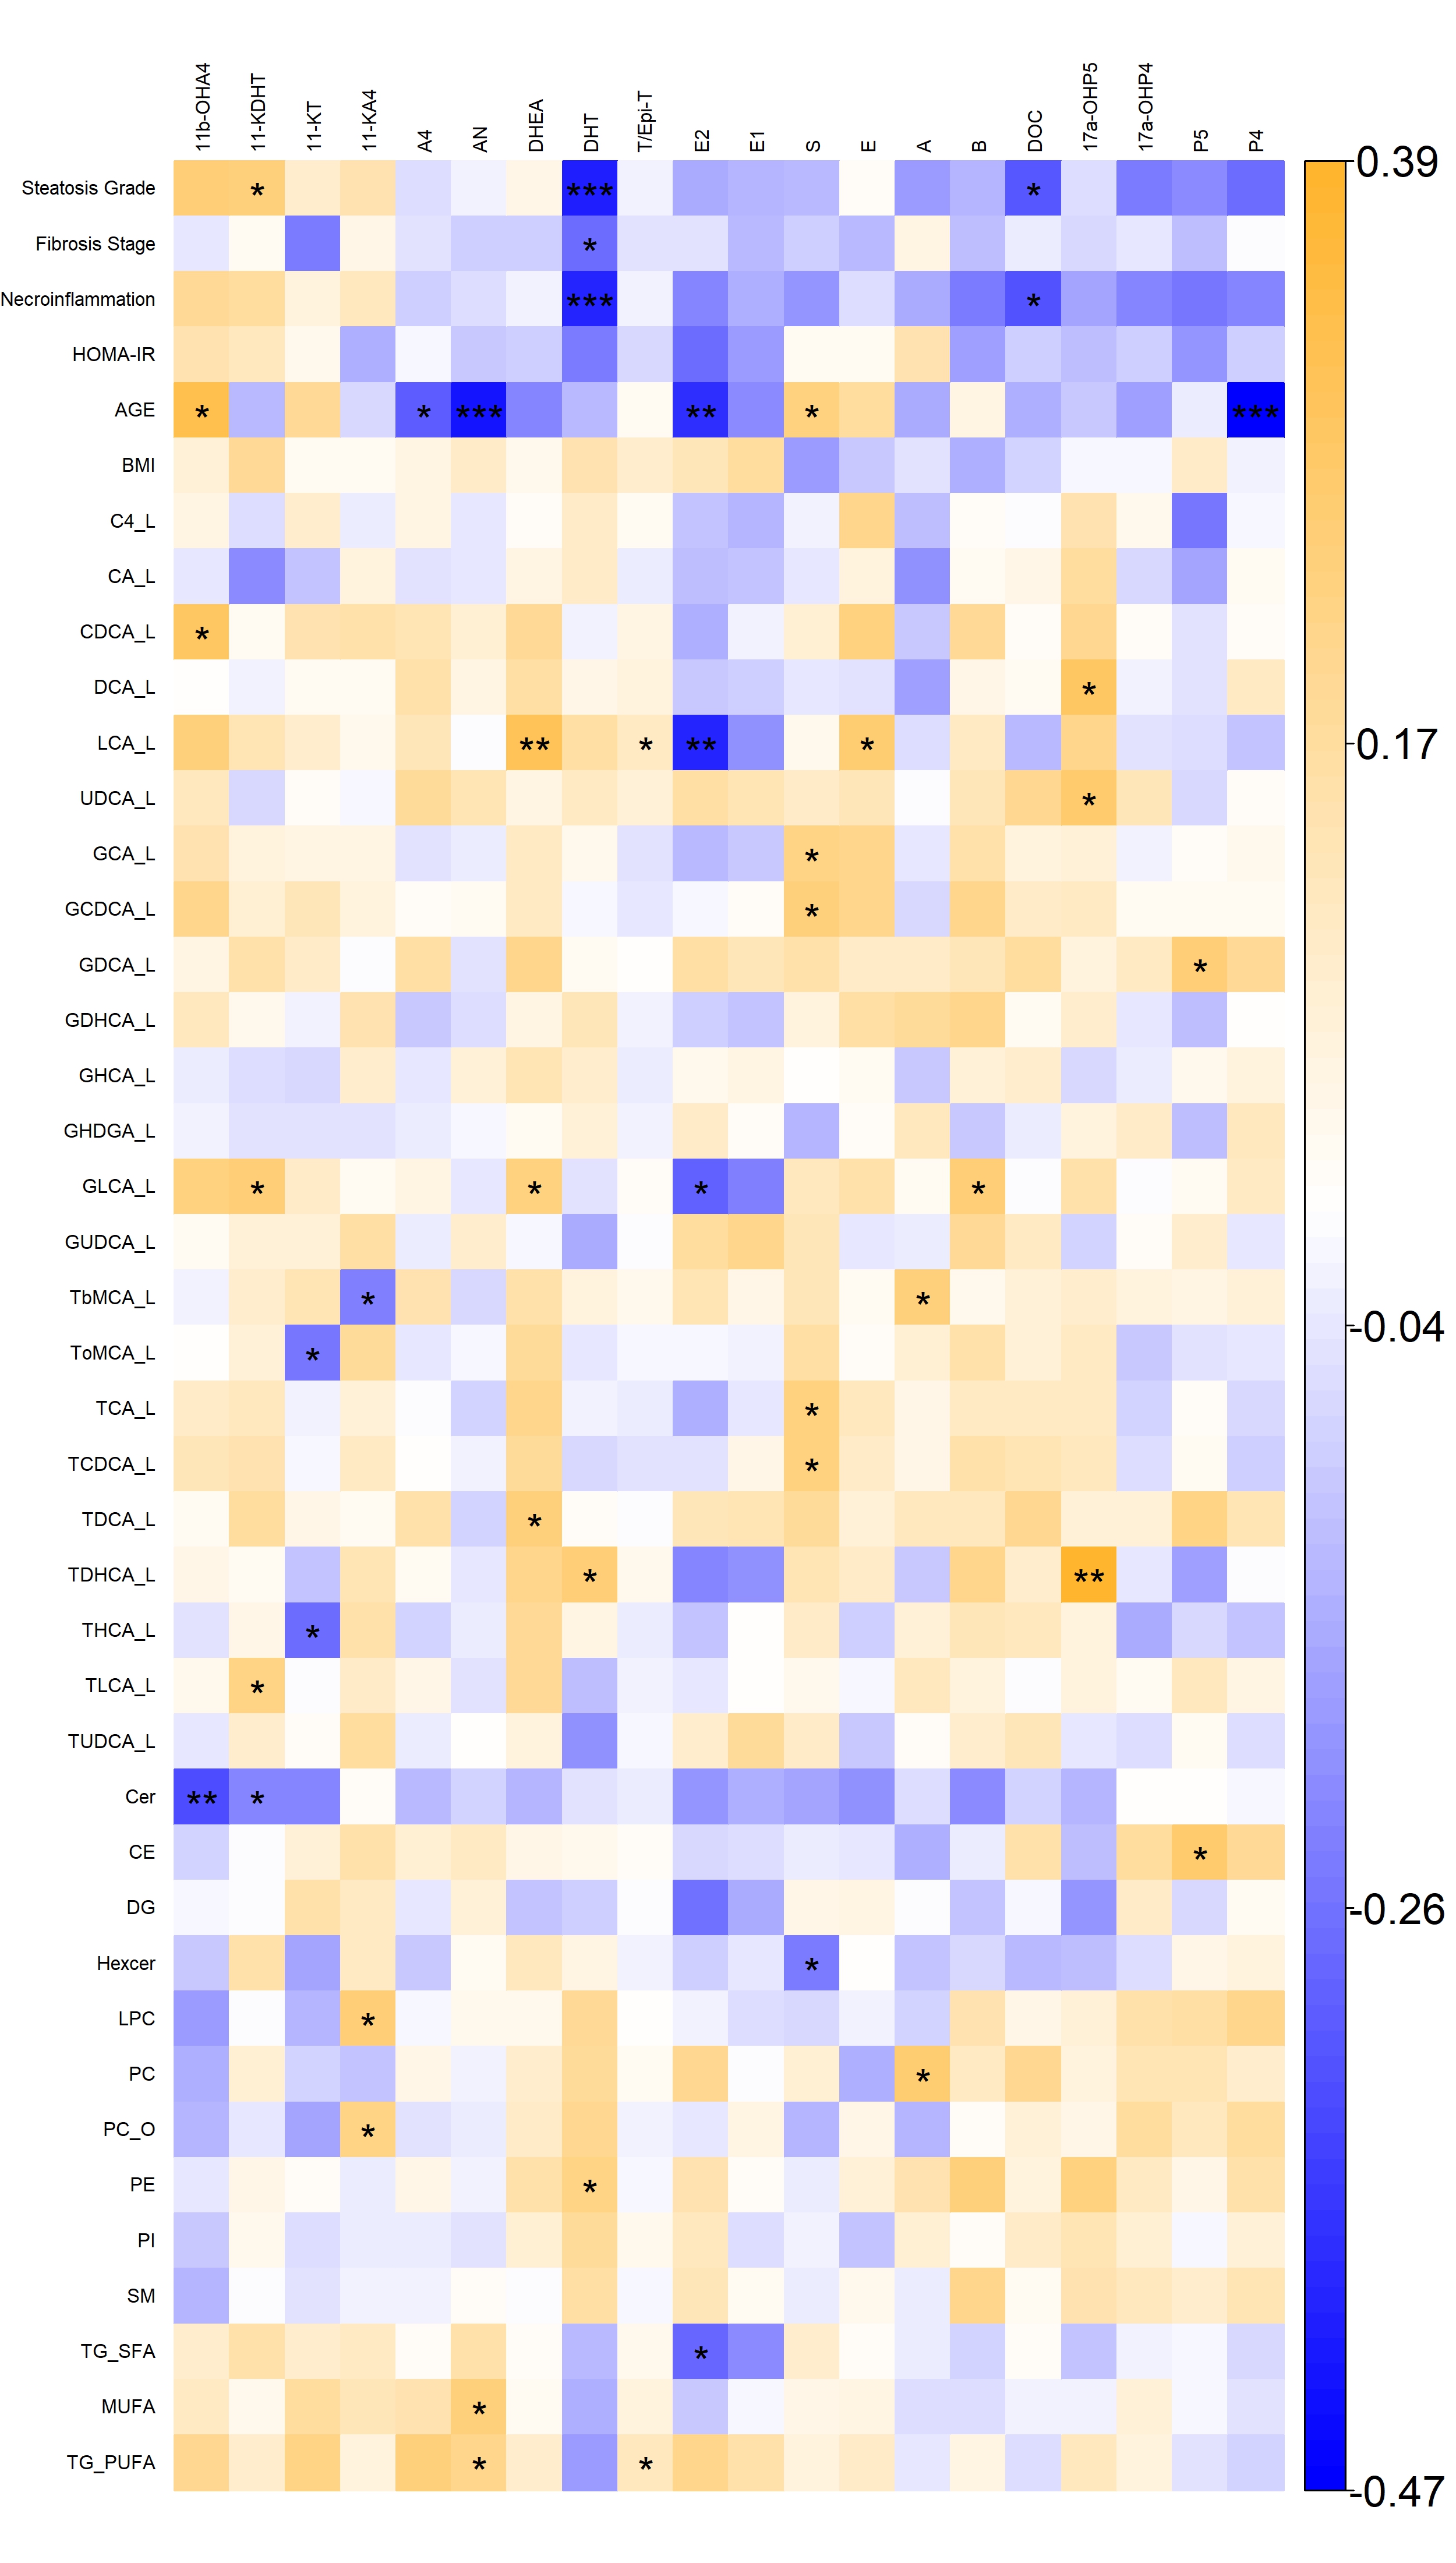 11b-OHA4 11-KDHT 11-KT 11-KA4 A4 AN DHEA DHT T/Epi-T E2 E1 S E A B DOC 17a-OHP5 17a-OHP4 P5 P4
Steatosis Grade * *** *
Fibrosis Stage *
Necroinflammation *** *
HOMA-IR
AGE * * *** ** * ***
BMI
C4_L
CA_L
CDCA_L *
DCA_L *
LCA_L ** * ** *
UDCA_L *
GCA_L *
GCDCA_L *
GDCA_L *
GDHCA_L
GHCA_L
GHDGA_L
GLCA_L * * * *
GUDCA_L
TbMCA_L * *
ToMCA_L *
TCA_L *
TCDCA_L *
TDCA_L *
TDHCA_L * **
THCA_L *
TLCA_L *
TUDCA_L
Cer ** *
CE *
DG
Hexcer *
LPC *
PC *
PC_O *
PE *
PI
SM
TG_SFA *
MUFA *
TG_PUFA * *
0.39
0.17
-0.04
-0.26
-0.47